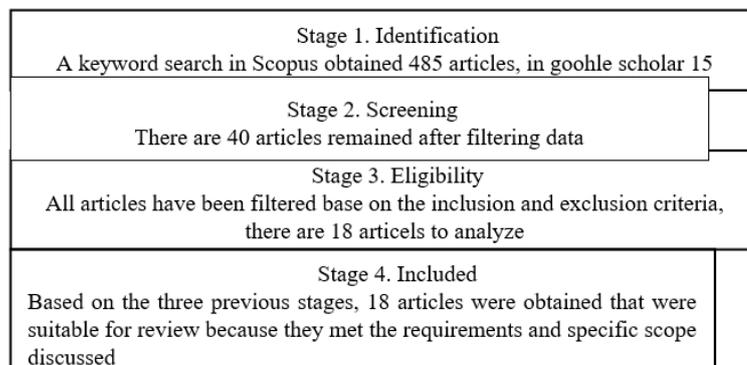 Stage 1. Identification
A keyword search in Scopus obtained 485 articles, in goohle scholar 15
Stage 2. Screening
There are 40 articles remained after filtering data
Stage 3. Eligibility
All articles have been filtered base on the inclusion and exclusion criteria,
there are 18 articels to analyze
Stage 4. Included
Based on the three previous stages, 18 articles were obtained that were
suitable for review because they met the requirements and specific scope
discussed